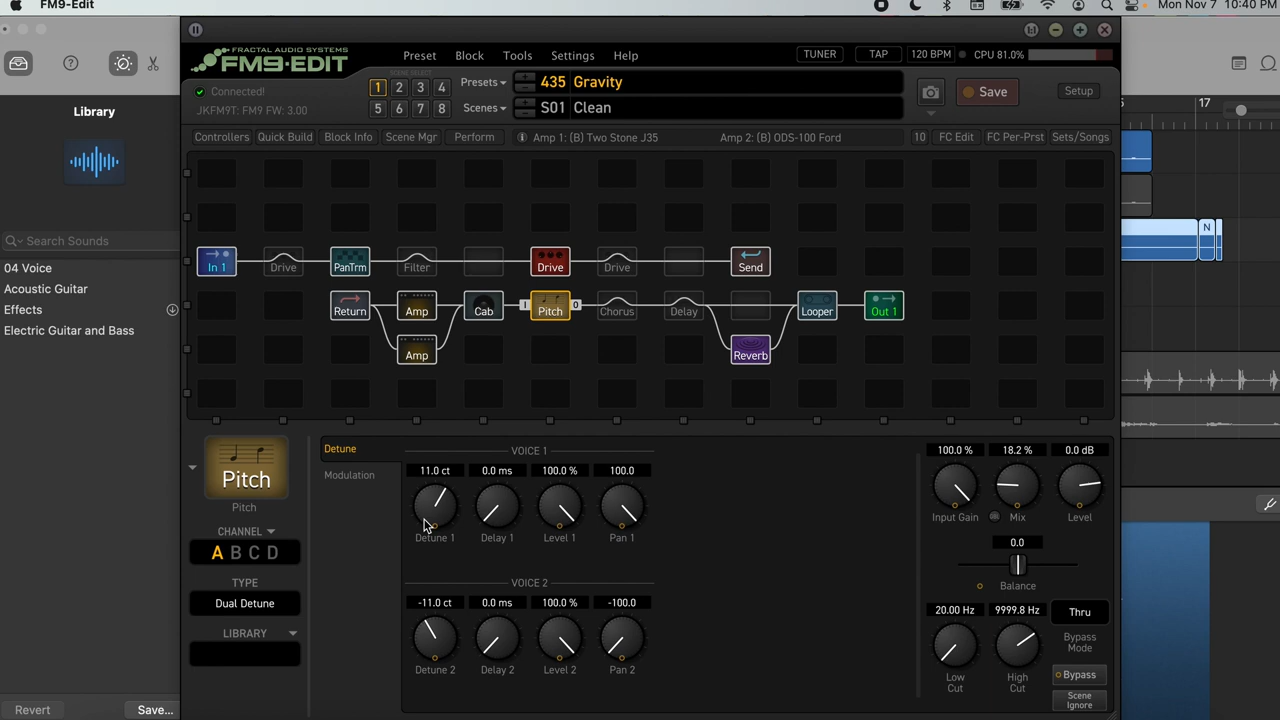 FM9-Edit
Mon Nov 7 10:40 PM
Library
Search Sounds
04 Voice
Acoustic Guitar
Effects
Electric Guitar and Bass
Revert
Save...
FRACTAL AUDIO SYSTEMS
FM9-EDIT
Preset Block Tools Settings Help
TUNER TAP 120 BPM CPU 81.0%
Connected!
JKFM9T: FM9 FW: 3.00
SCENE SELECT
1 2 3 4
5 6 7 8
Presets
435 Gravity
Scenes
S01 Clean
Save
Setup
Controllers Quick Build Block Info Scene Mgr Perform
Amp 1: (B) Two Stone J35 Amp 2: (B) ODS-100 Ford
10 FC Edit FC Per-Prst Sets/Songs
In 1 Drive PanTrm Filter Drive Drive Send
Return Amp Cab I Pitch O Chorus Delay Looper Out 1
Amp Reverb
Pitch
Pitch
CHANNEL
A B C D
TYPE
Dual Detune
LIBRARY
Detune
Modulation
VOICE 1
11.0 ct 0.0 ms 100.0 % 100.0
Detune 1 Delay 1 Level 1 Pan 1
VOICE 2
-11.0 ct 0.0 ms 100.0 % -100.0
Detune 2 Delay 2 Level 2 Pan 2
100.0 % 18.2 % 0.0 dB
Input Gain Mix Level
0.0
Balance
20.00 Hz 9999.8 Hz Thru
Bypass
Mode
Low
Cut
High
Cut
Bypass
Scene
Ignore
17
N